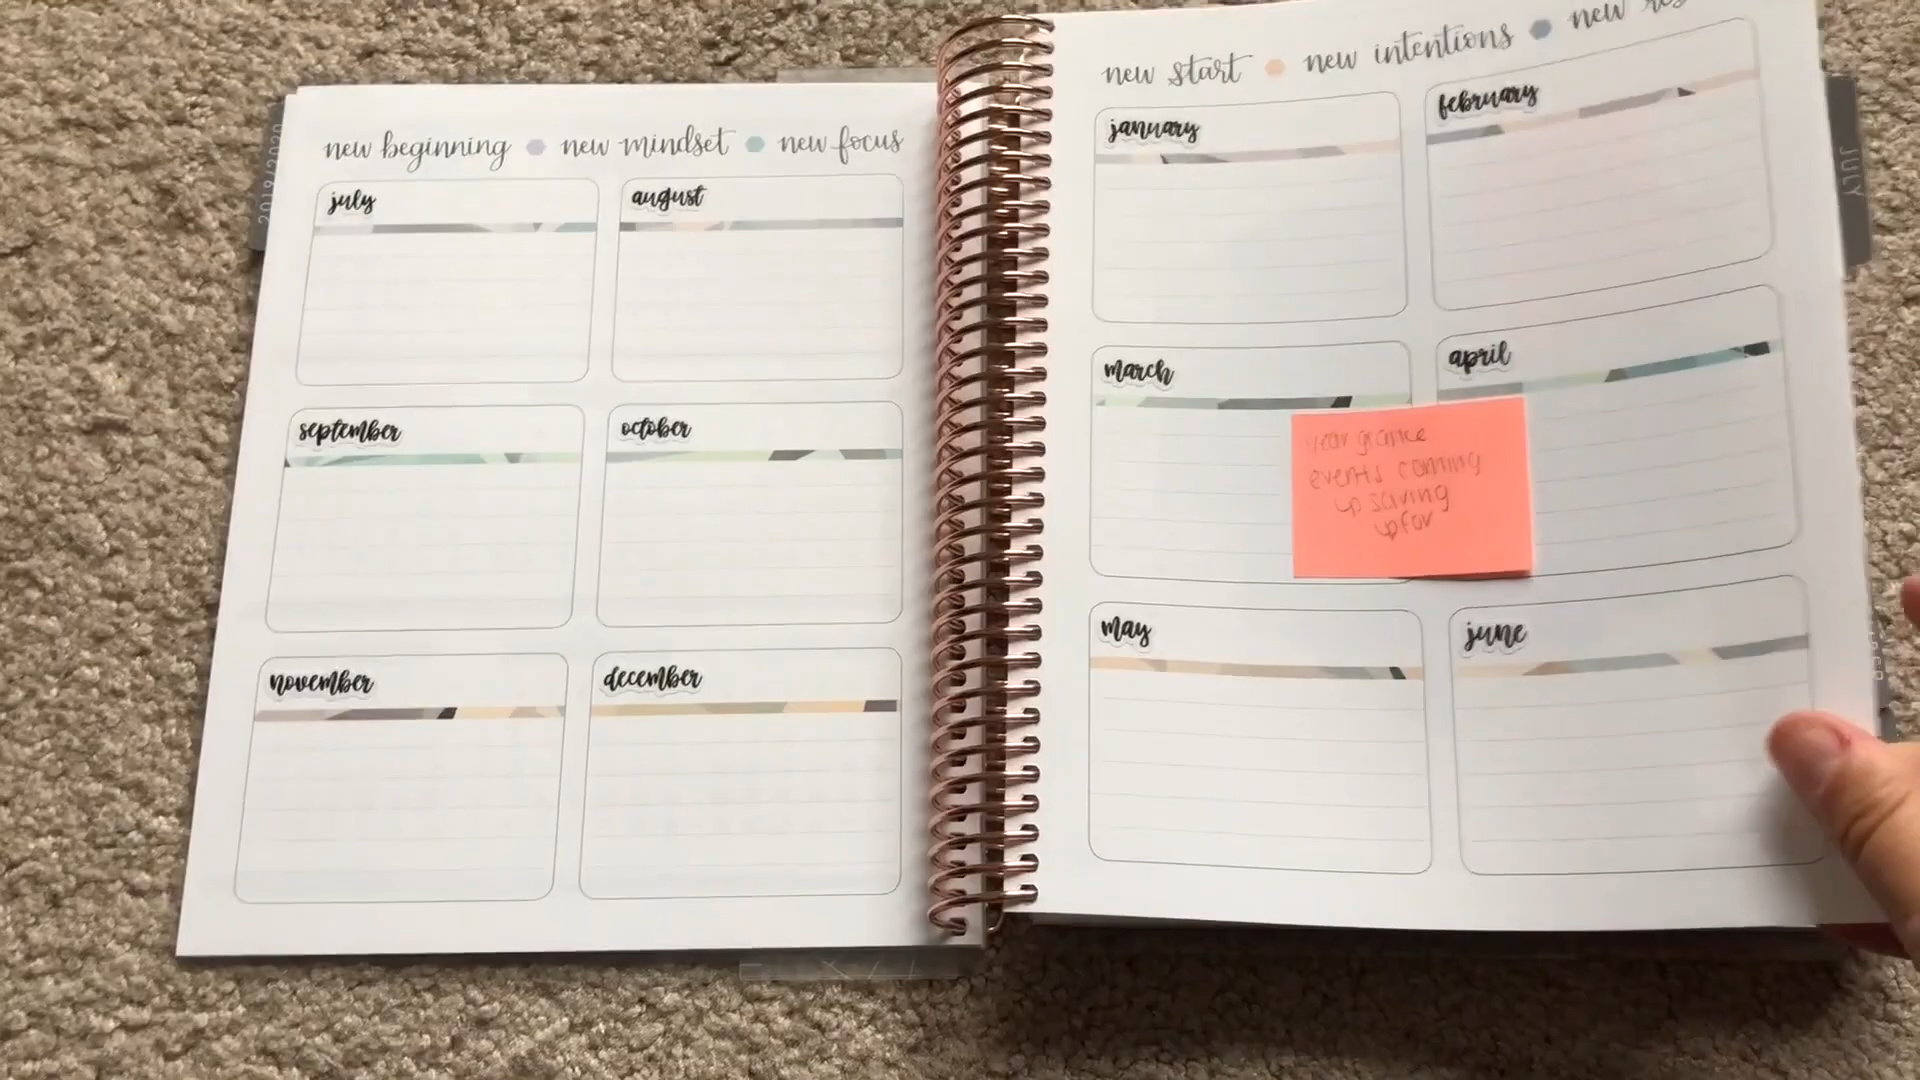 new beginning new mindset new focus
july
august
september
october
november
december
new start new intentions new
january
february
march
april
may
june
year glance
events coming
up saving
up for
2019/2020
JULY